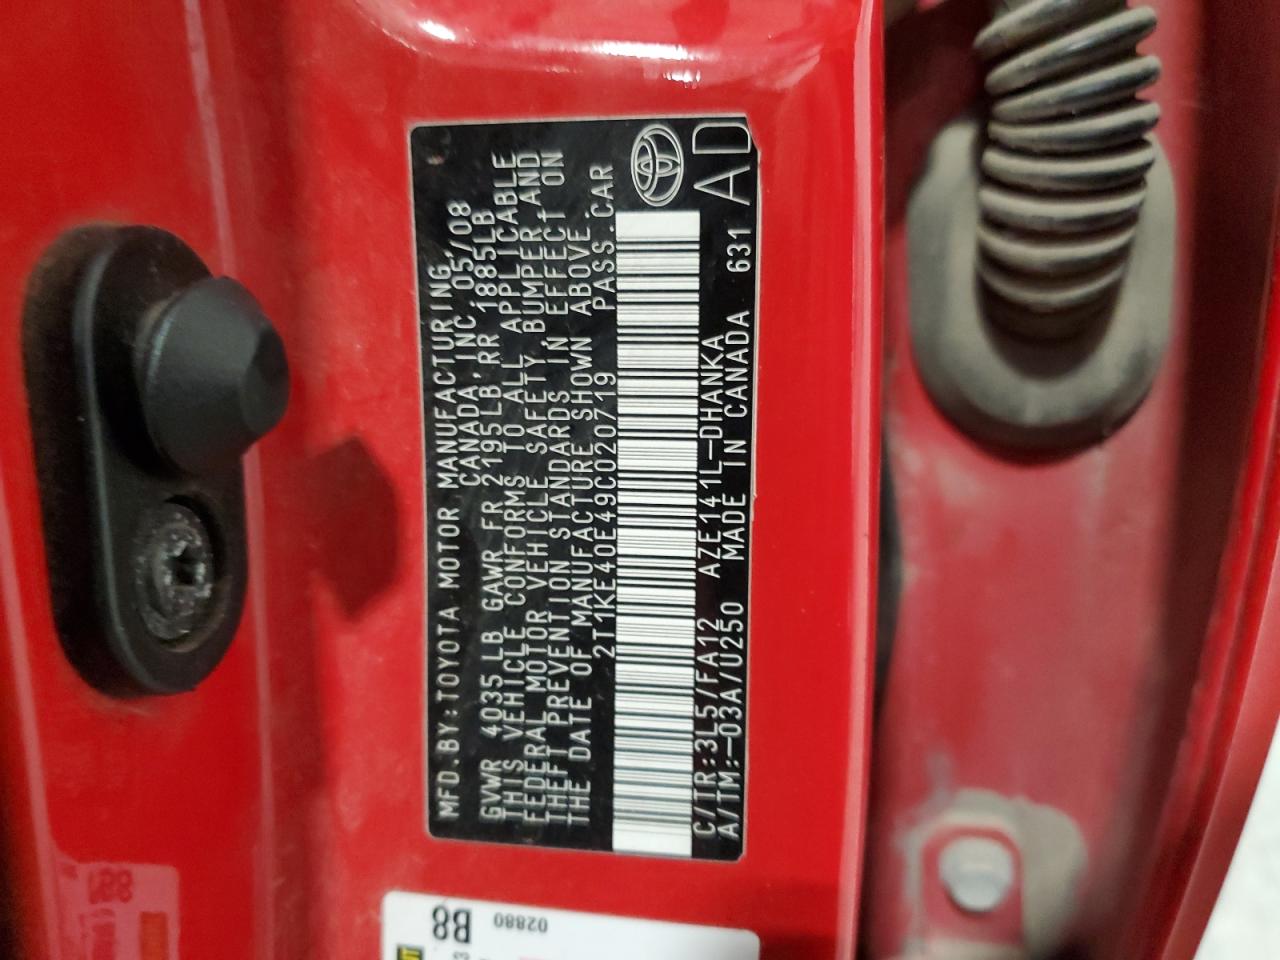 MFD.BY:TOYOTA MOTOR MANUFACTURING
CANADA, INC. 05/08
GVWR 4035LB GAWR FR 2195LB RR 1885LB
THIS VEHICLE CONFORMS TO ALL APPLICABLE
FEDERAL MOTOR VEHICLE SAFETY, BUMPER, AND
THEFT PREVENTION STANDARDS IN EFFECT ON
THE DATE OF MANUFACTURE SHOWN ABOVE.
2T1KE40E49C020719 PASS.CAR
C/TR:3L5/FA12 AZE141L-DHANKA
A/TM:-03A/U250 MADE IN CANADA 631
AD
B8
02880